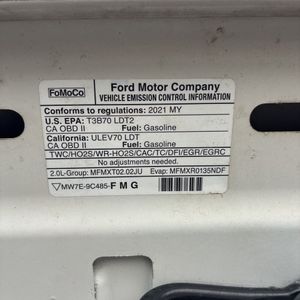 FoMoCo
Ford Motor Company
VEHICLE EMISSION CONTROL INFORMATION
Conforms to regulations: 2021 MY
U.S. EPA: T3B70 LDT2
CA OBD II Fuel: Gasoline
California: ULEV70 LDT
CA OBD II Fuel: Gasoline
TWC/HO2S/WR-HO2S/CAC/TC/DFI/EGR/EGRC
No adjustments needed.
2.0L-Group: MFMXT02.02JU Evap: MFMXR0135NDF
MW7E-9C485-F M G